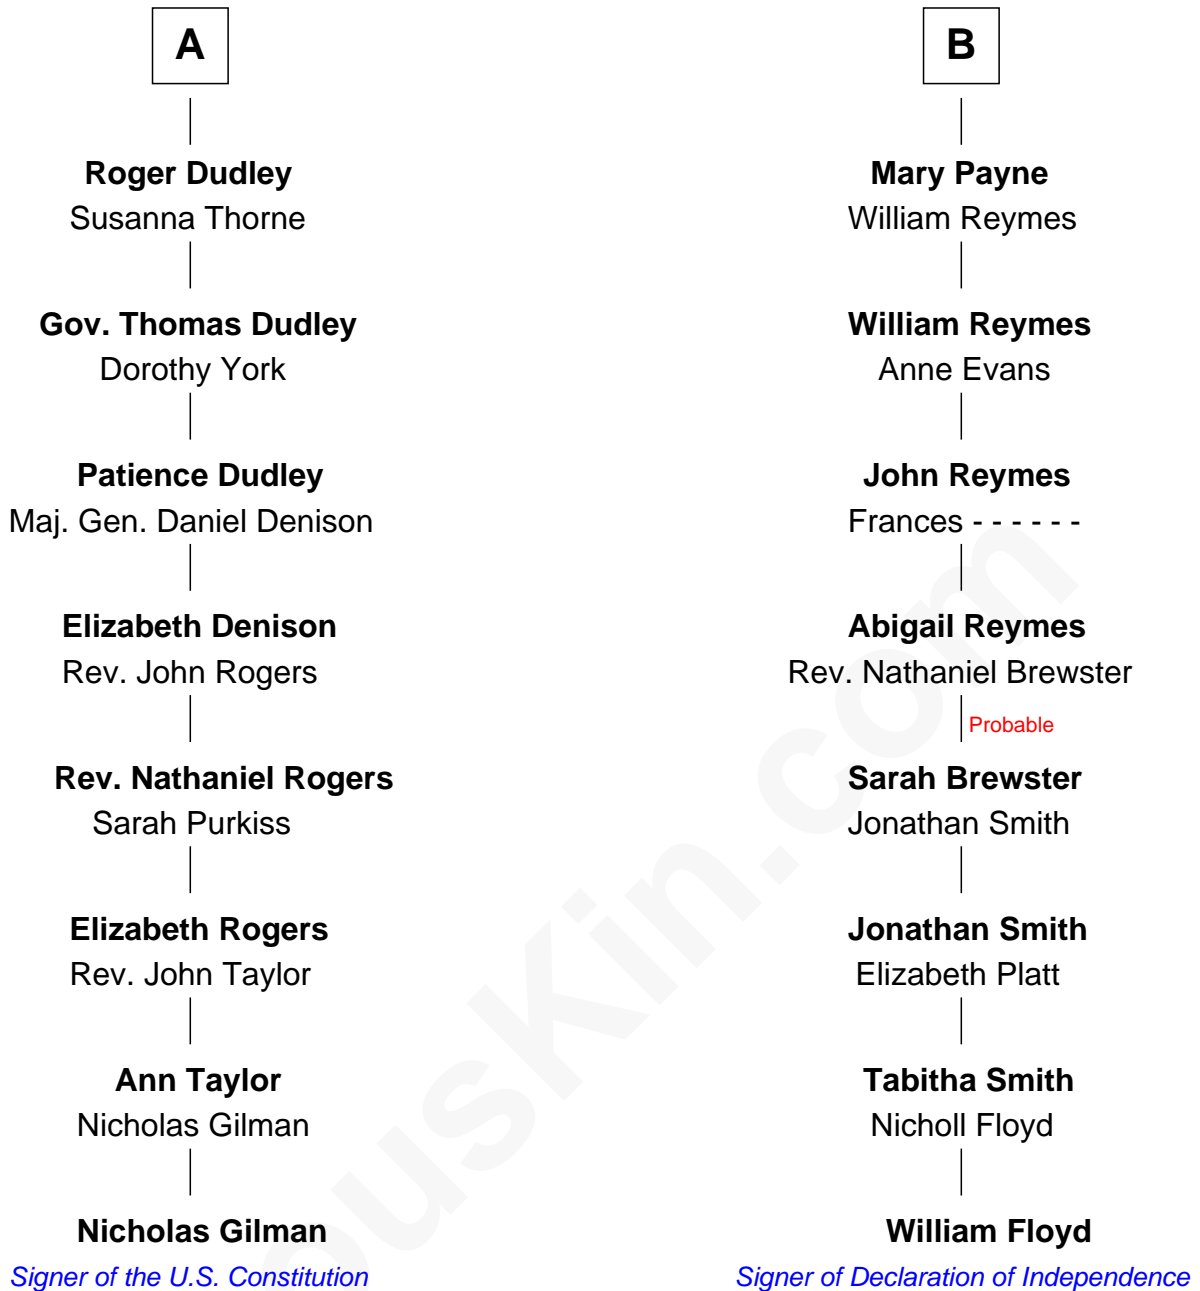 A
Roger Dudley
Susanna Thorne
Gov. Thomas Dudley
Dorothy York
Patience Dudley
Maj. Gen. Daniel Denison
Elizabeth Denison
Rev. John Rogers
Rev. Nathaniel Rogers
Sarah Purkiss
Elizabeth Rogers
Rev. John Taylor
Ann Taylor
Nicholas Gilman
Nicholas Gilman
Signer of the U.S. Constitution
B
Mary Payne
William Reymes
William Reymes
Anne Evans
John Reymes
Frances - - - - - -
Abigail Reymes
Rev. Nathaniel Brewster
Probable
Sarah Brewster
Jonathan Smith
Jonathan Smith
Elizabeth Platt
Tabitha Smith
Nicholl Floyd
William Floyd
Signer of Declaration of Independence
ousKin.com